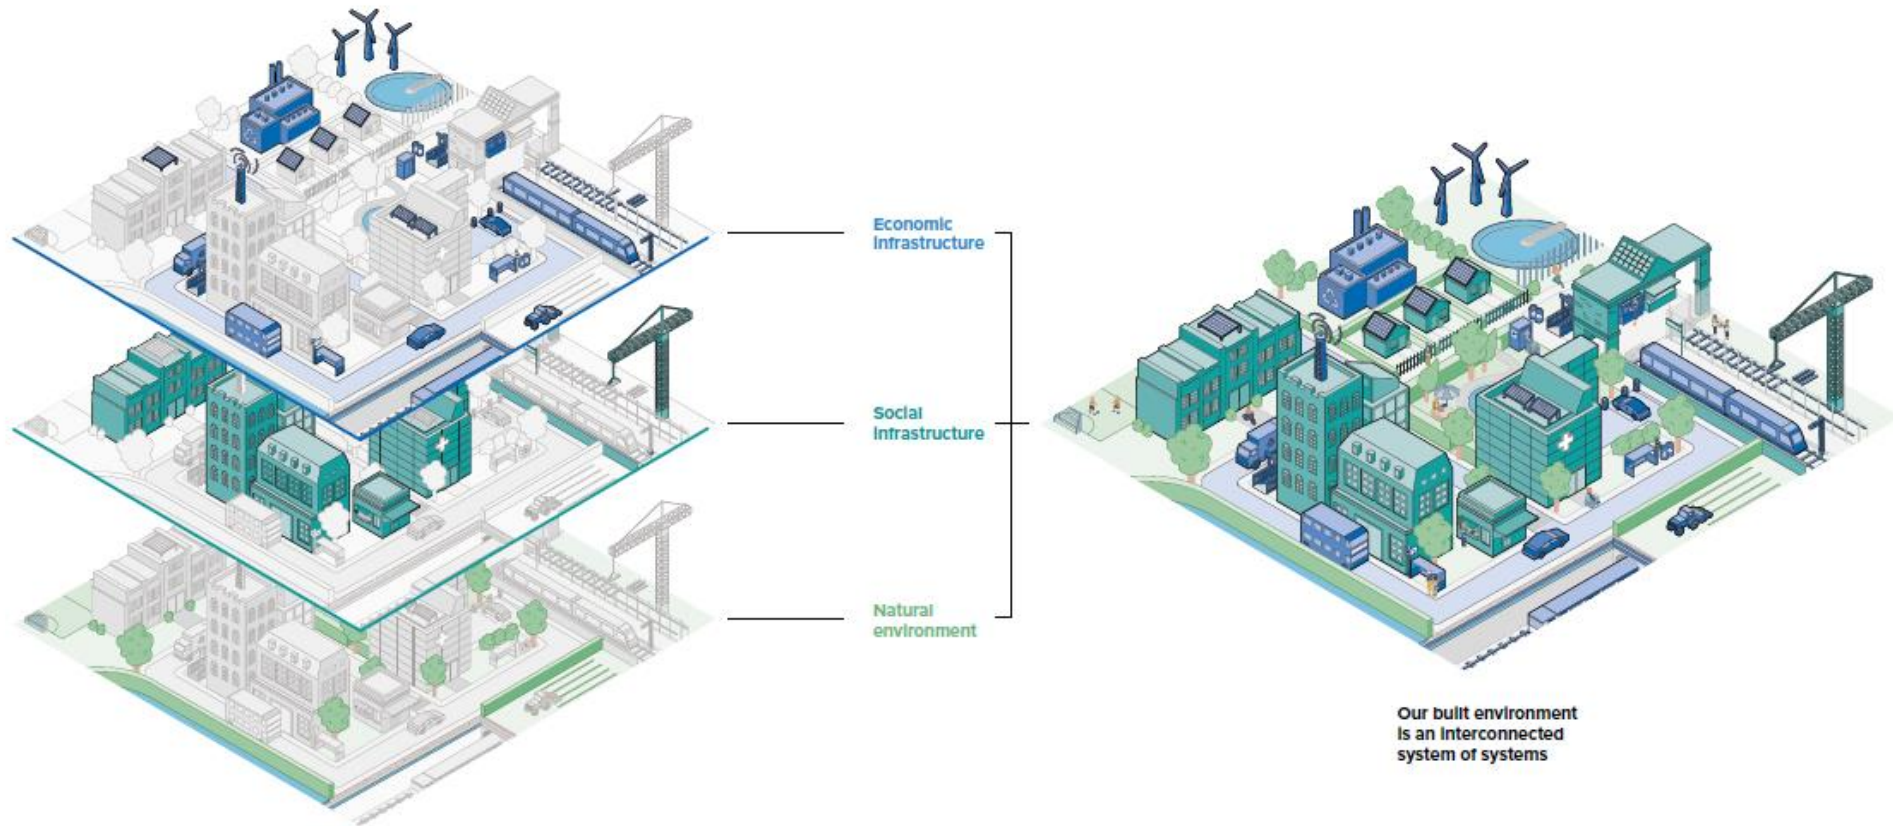 Economic
Infrastructure
Social
Infrastructure
Natural
environment
Our built environment
is an interconnected
system of systems